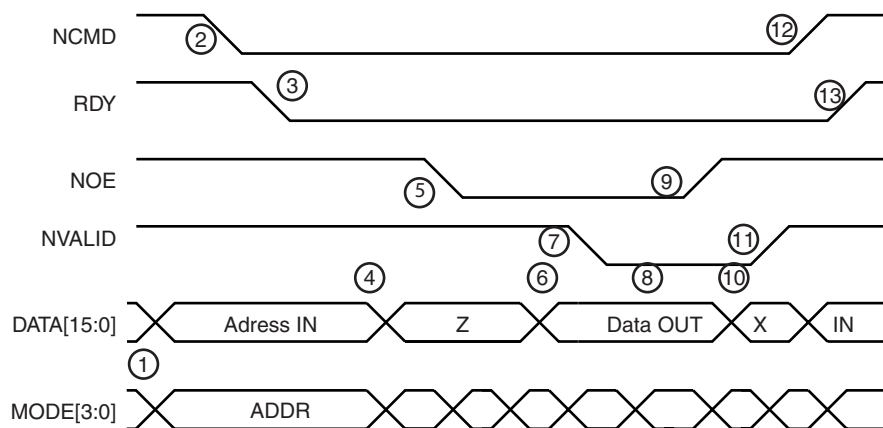 NCMD
2
12
RDY
3
13
NOE
5
9
NVALID
7
11
4
6
8
10
DATA[15:0]
Adress IN
Z
Data OUT
X
IN
1
MODE[3:0]
ADDR